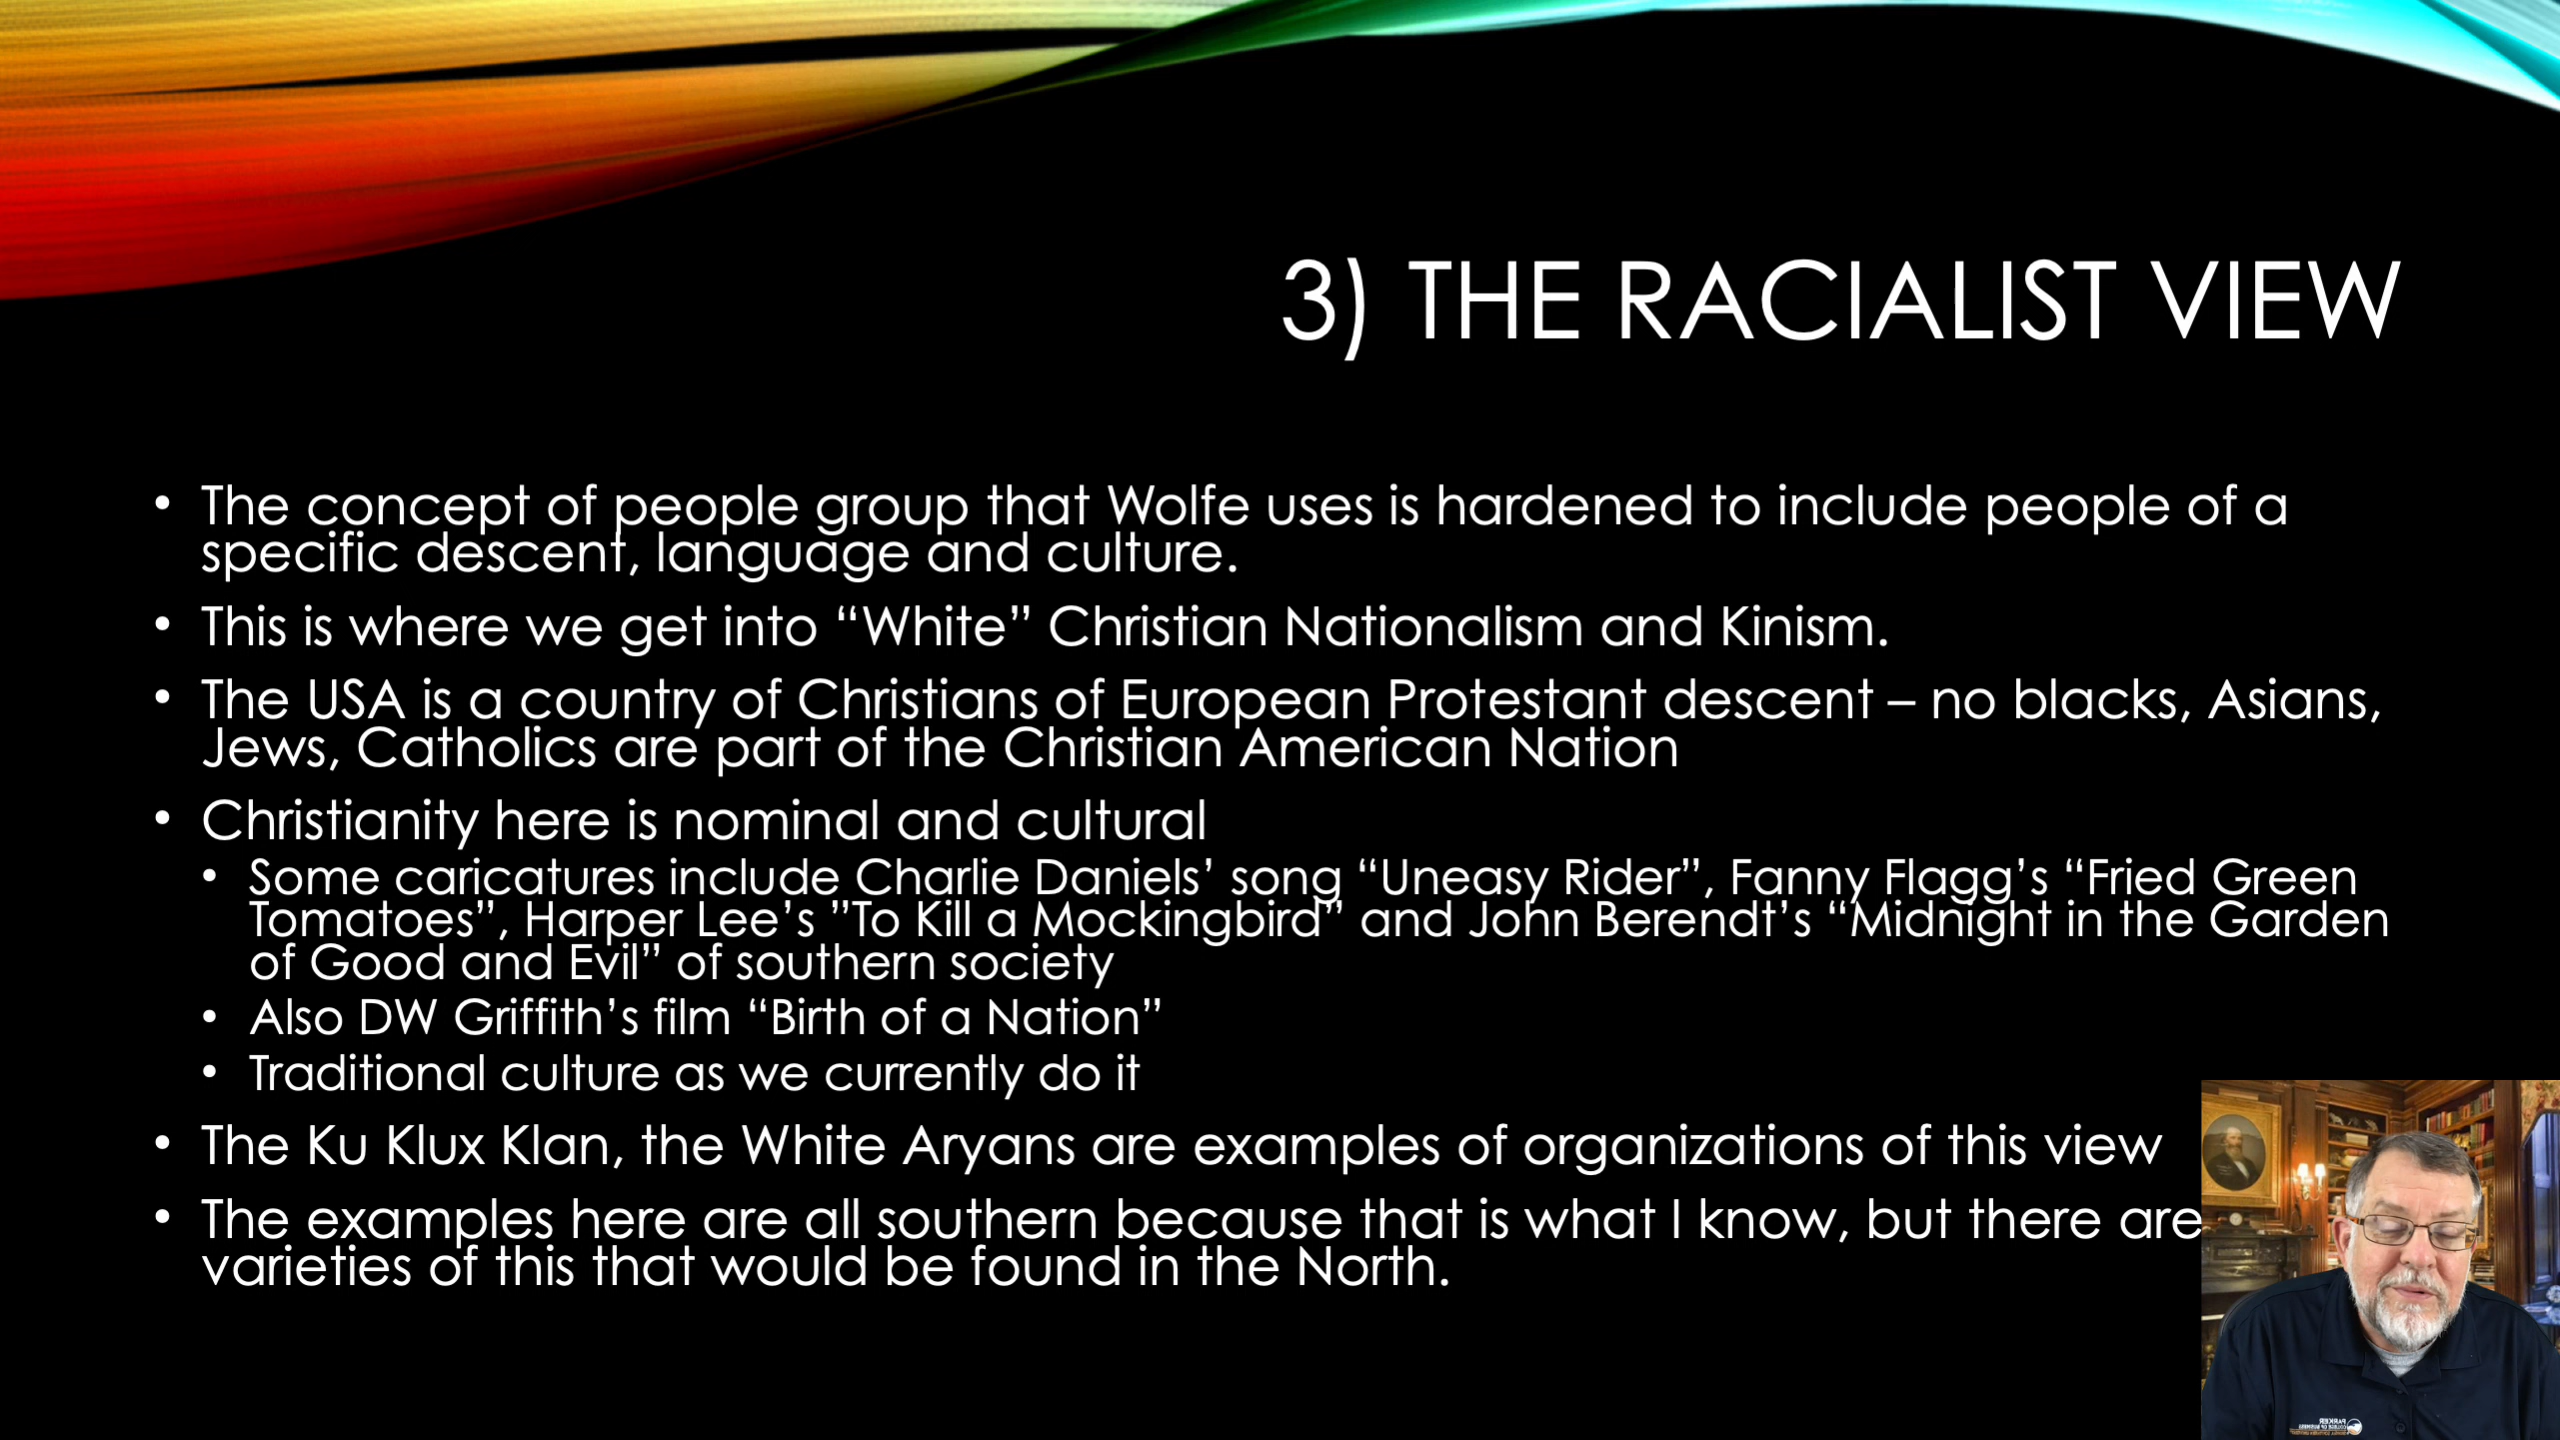 3) THE RACIALIST VIEW
• The concept of people group that Wolfe uses is hardened to include people of a
specific descent, language and culture.
• This is where we get into “White” Christian Nationalism and Kinism.
• The USA is a country of Christians of European Protestant descent – no blacks, Asians,
Jews, Catholics are part of the Christian American Nation
• Christianity here is nominal and cultural
• Some caricatures include Charlie Daniels’ song “Uneasy Rider”, Fanny Flagg’s “Fried Green
Tomatoes”, Harper Lee’s ”To Kill a Mockingbird” and John Berendt’s “Midnight in the Garden
of Good and Evil” of southern society
• Also DW Griffith’s film “Birth of a Nation”
• Traditional culture as we currently do it
• The Ku Klux Klan, the White Aryans are examples of organizations of this view
• The examples here are all southern because that is what I know, but there are
varieties of this that would be found in the North.
PARKER
COLLEGE OF BUSINESS